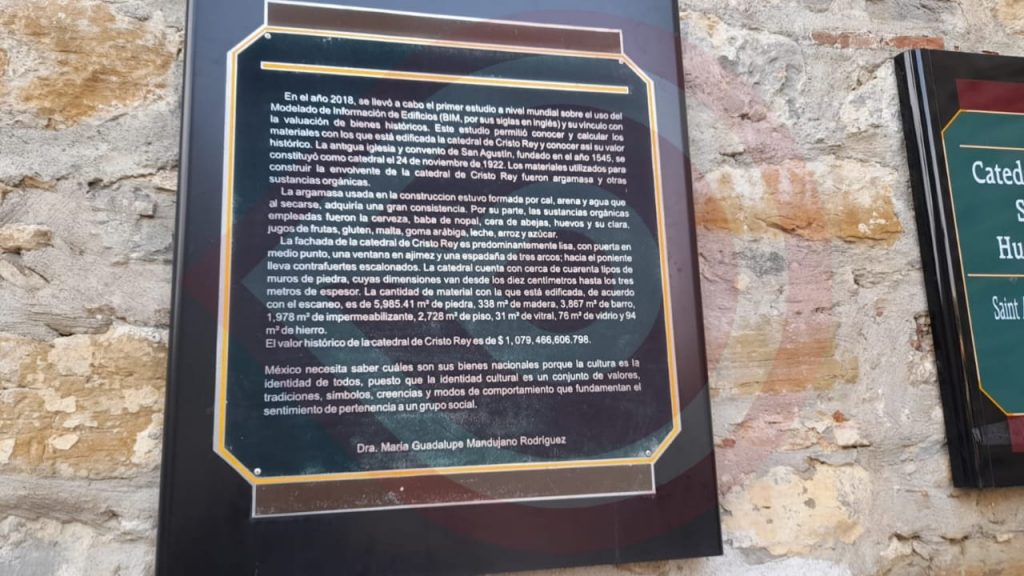 En el año 2018, se llevó a cabo el primer estudio a nivel mundial sobre el uso del
Modelado de Información de Edificios (BIM, por sus siglas en inglés) y su vínculo con
la valuación de bienes históricos. Este estudio permitió conocer y calcular los
materiales con los que está edificada la catedral de Cristo Rey y conocer así su valor
histórico. La antigua iglesia y convento de San Agustín, fundado en el año 1545, se
constituyó como catedral el 24 de noviembre de 1922. Los materiales utilizados para
construir la envolvente de la catedral de Cristo Rey fueron argamasa y otras
sustancias orgánicas.
La argamasa usada en la construccion estuvo formada por cal, arena y agua que
al secarse, adquiría una gran consistencia. Por su parte, las sustancias orgánicas
empleadas fueron la cerveza, baba de nopal, cera de abejas, huevos y su clara,
jugos de frutas, gluten, malta, goma arábiga, leche, arroz y azúcar.
La fachada de la catedral de Cristo Rey es predominantemente lisa, con puerta en
medio punto, una ventana en ajimez y una espadaña de tres arcos; hacia el poniente
lleva contrafuertes escalonados. La catedral cuenta con cerca de cuarenta tipos de
muros de piedra, cuyas dimensiones van desde los diez centímetros hasta los tres
metros de espesor. La cantidad de material con la que está edificada, de acuerdo
con el escaneo, es de 5,985.41 m³ de piedra, 338 m² de madera, 3,867 m² de barro,
1,978 m² de impermeabilizante, 2,728 m² de piso, 31 m² de vitral, 76 m² de vidrio y 94
m² de hierro.
El valor histórico de la catedral de Cristo Rey es de $ 1, 079, 466,606.798.
México necesita saber cuáles son sus bienes nacionales porque la cultura es la
identidad de todos, puesto que la identidad cultural es un conjunto de valores,
tradiciones, símbolos, creencias y modos de comportamiento que fundamentan el
sentimiento de pertenencia a un grupo social.
Dra. María Guadalupe Mandujano Rodríguez
Cated
S
Hu
Saint